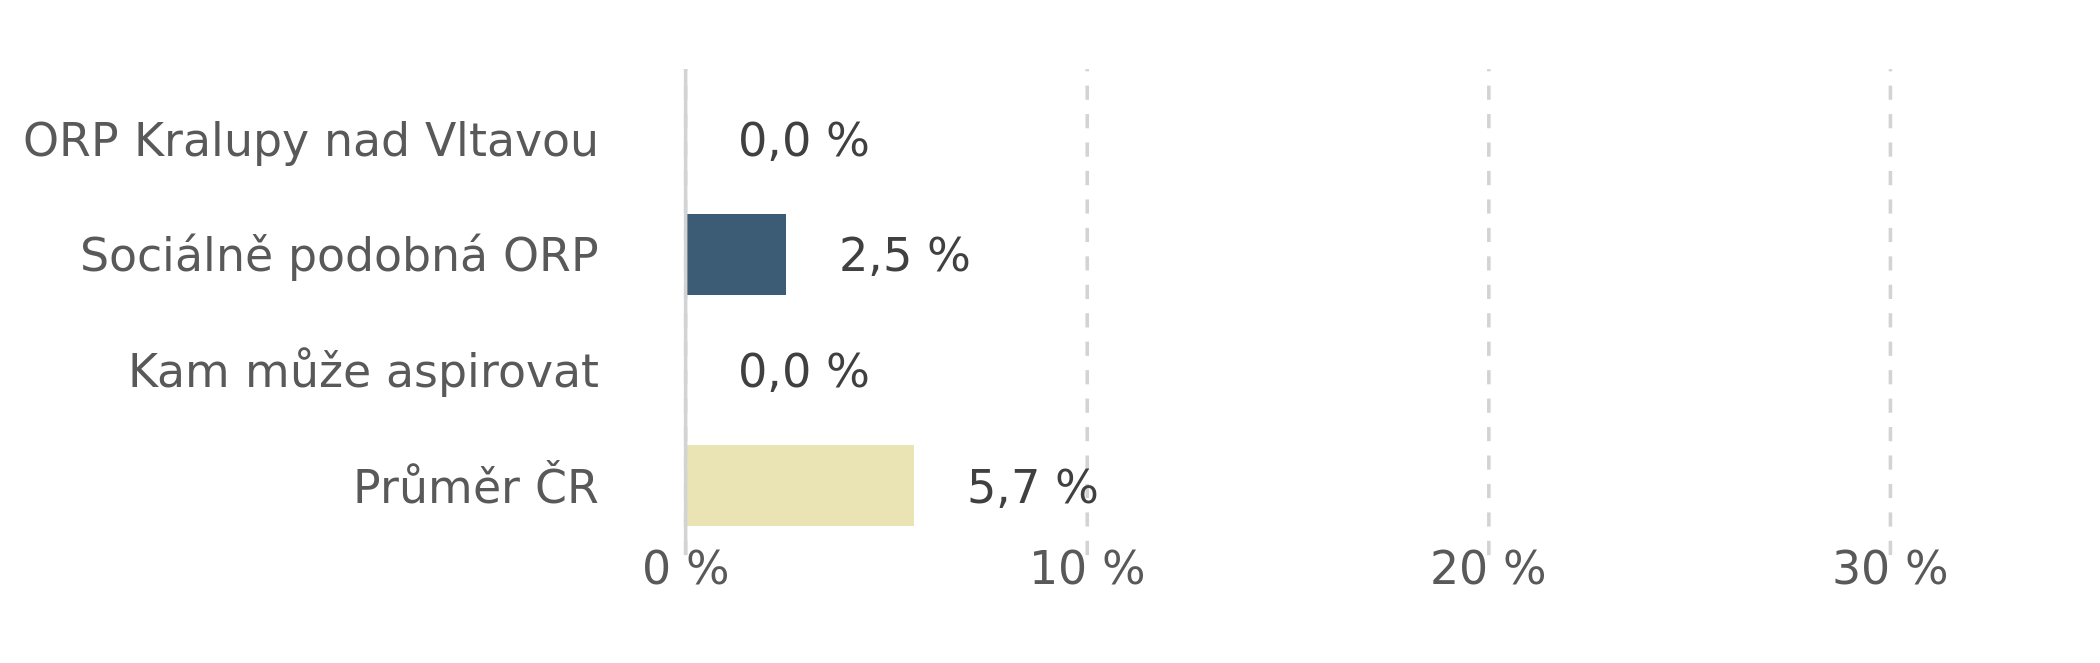 ORP Kralupy nad Vltavou 0,0 %
Sociálně podobná ORP 2,5 %
Kam může aspirovat 0,0 %
Průměr ČR 5,7 %
0 % 10 % 20 % 30 %